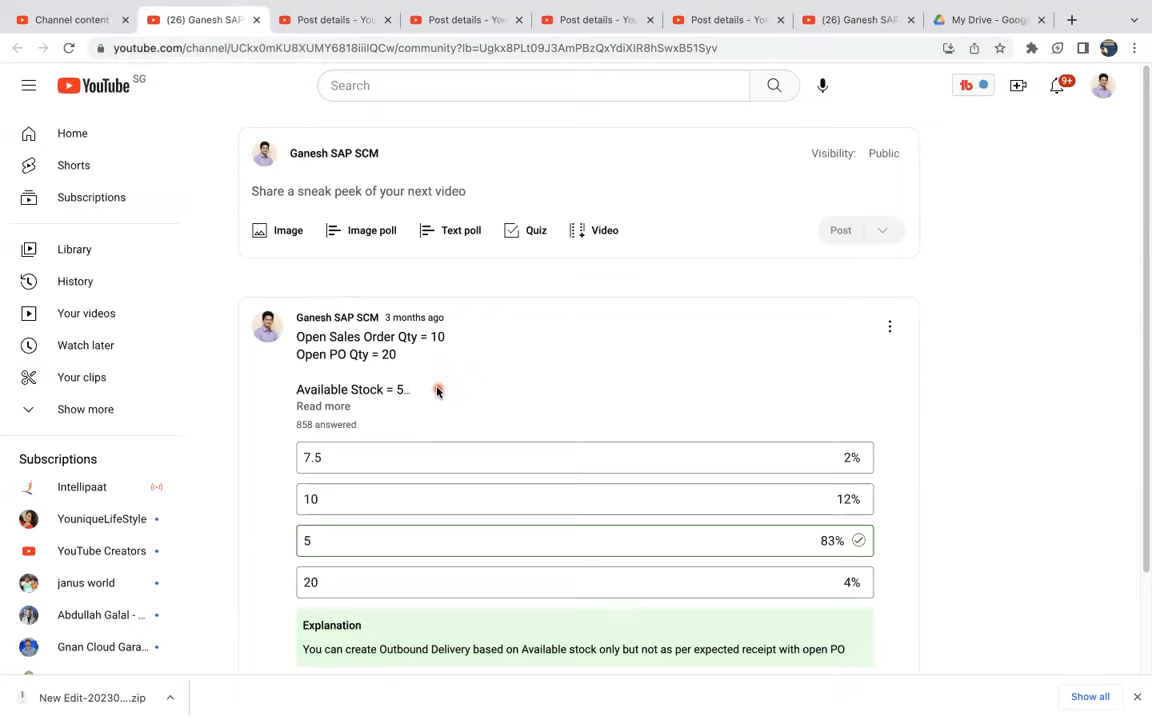 Channel content
(26) Ganesh SAP
Post details - You
Post details - You
Post details - You
Post details - You
(26) Ganesh SAP
My Drive - Google
youtube.com/channel/UCkx0mKU8XUMY6818iiilQCw/community?lb=Ugkx8PLt09J3AmPBzQxYdiXlR8hSwxB51Syv
YouTube SG
Search
9+
Home
Shorts
Subscriptions
Library
History
Your videos
Watch later
Your clips
Show more
Subscriptions
Intellipaat
YouniqueLifeStyle
YouTube Creators
janus world
Abdullah Galal - ...
Gnan Cloud Gara...
Ganesh SAP SCM
Visibility: Public
Share a sneak peek of your next video
Image Image poll Text poll Quiz Video
Post
Ganesh SAP SCM 3 months ago
Open Sales Order Qty = 10
Open PO Qty = 20
Available Stock = 5...
Read more
858 answered
7.5 2%
10 12%
5 83%
20 4%
Explanation
You can create Outbound Delivery based on Available stock only but not as per expected receipt with open PO
New Edit-20230....zip
Show all